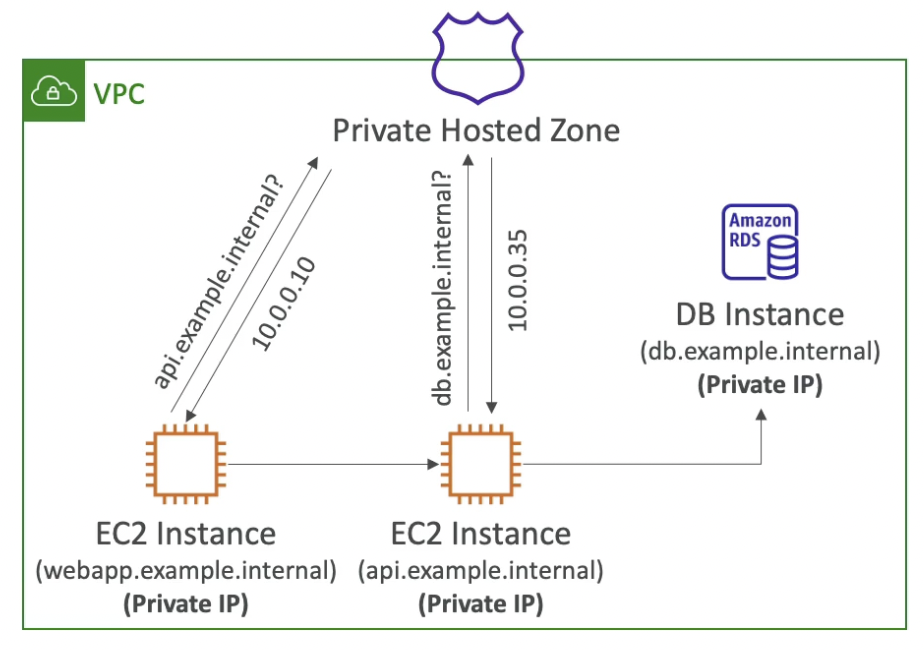 VPC
Private Hosted Zone
api.example.internal?
10.0.0.10
db.example.internal?
10.0.0.35
Amazon
RDS
DB Instance
(db.example.internal)
(Private IP)
EC2 Instance
(webapp.example.internal)
(Private IP)
EC2 Instance
(api.example.internal)
(Private IP)